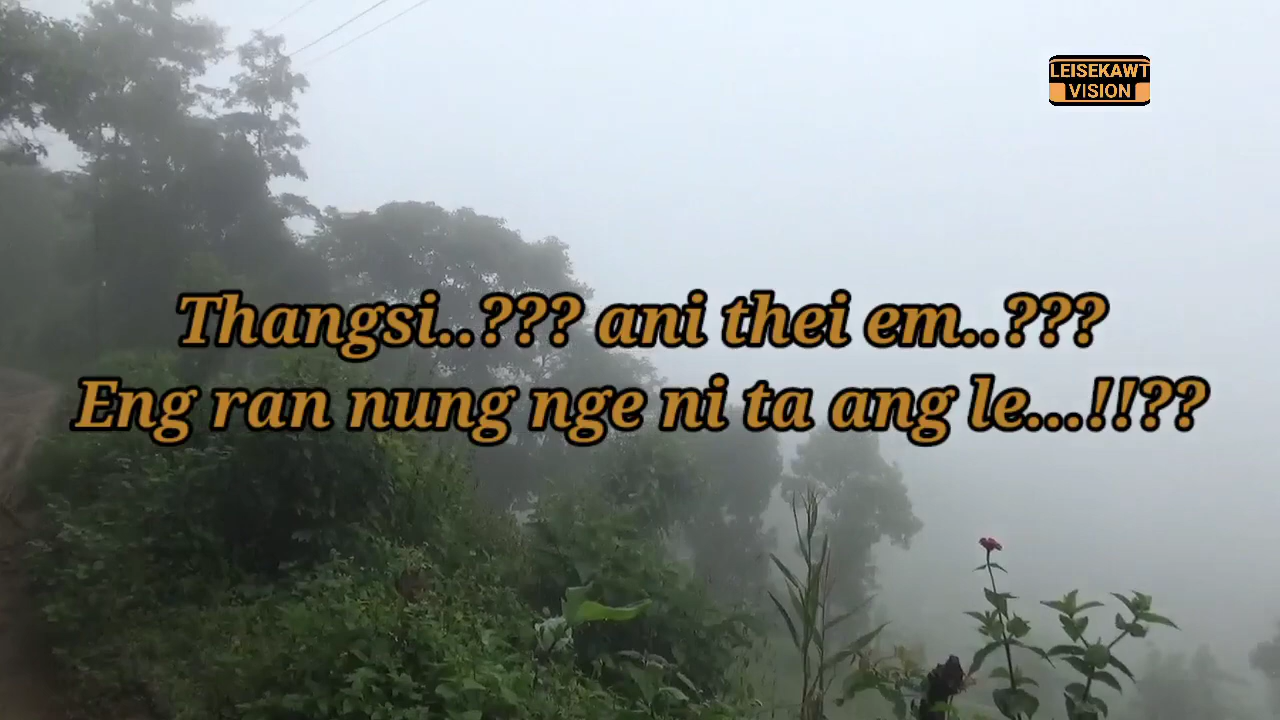 LEISEKAWT
VISION
Thangsi..??? ani thei em..???
Eng ran nung nge ni ta ang le...!!??